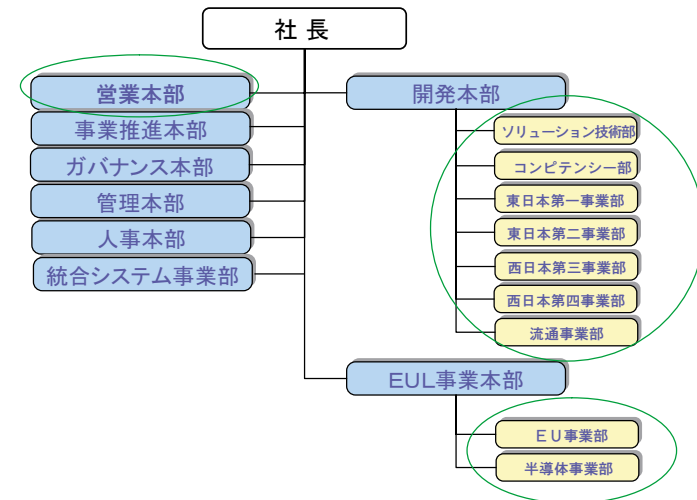 社長
営業本部
事業推進本部
ガバナンス本部
管理本部
人事本部
統合システム事業部
開発本部
ソリューション技術部
コンピテンシー部
東日本第一事業部
東日本第二事業部
西日本第三事業部
西日本第四事業部
流通事業部
EUL事業本部
EU事業部
半導体事業部